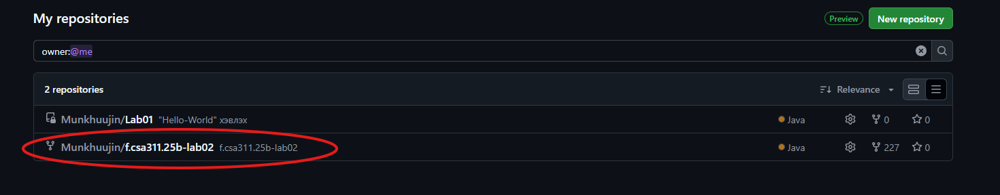 My repositories
Preview
New repository
owner:@me
2 repositories
Relevance
Munkhuujin/Lab01 "Hello-World" хэвлэх Java 0 0
Munkhuujin/f.csa311.25b-lab02 f.csa311.25b-lab02 Java 227 0